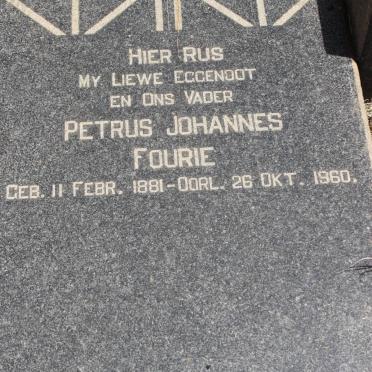 HIER RUS
MY LIEWE EGGENOOT
EN ONS VADER
PETRUS JOHANNES
FOURIE
GEB. 11 FEBR. 1881-OORL. 26 OKT. 1960.